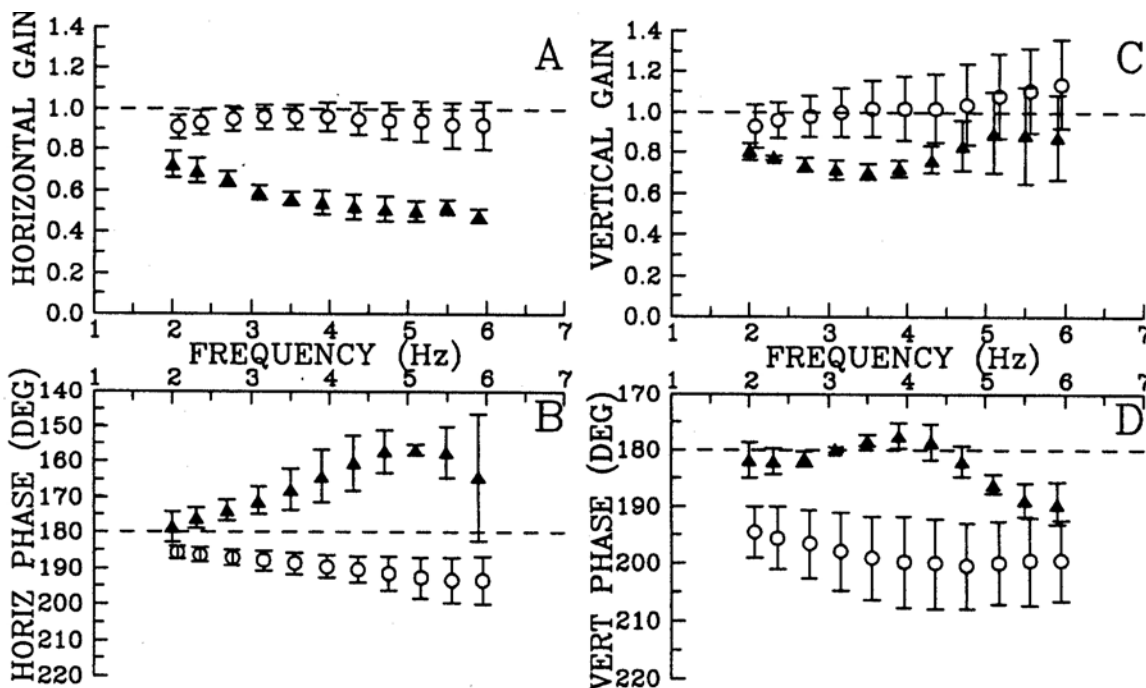 HORIZONTAL GAIN
1.4
1.2
1.0
0.8
0.6
0.4
0.2
0.0
A
1 2 3 4 5 6 7
FREQUENCY (Hz)
VERTICAL GAIN
1.4
1.2
1.0
0.8
0.6
0.4
0.2
0.0
C
1 2 3 4 5 6 7
FREQUENCY (Hz)
1 2 3 4 5 6 7
HORIZ PHASE (DEG)
140
150
160
170
180
190
200
210
220
B
1 2 3 4 5 6 7
VERT PHASE (DEG)
170
180
190
200
210
220
D